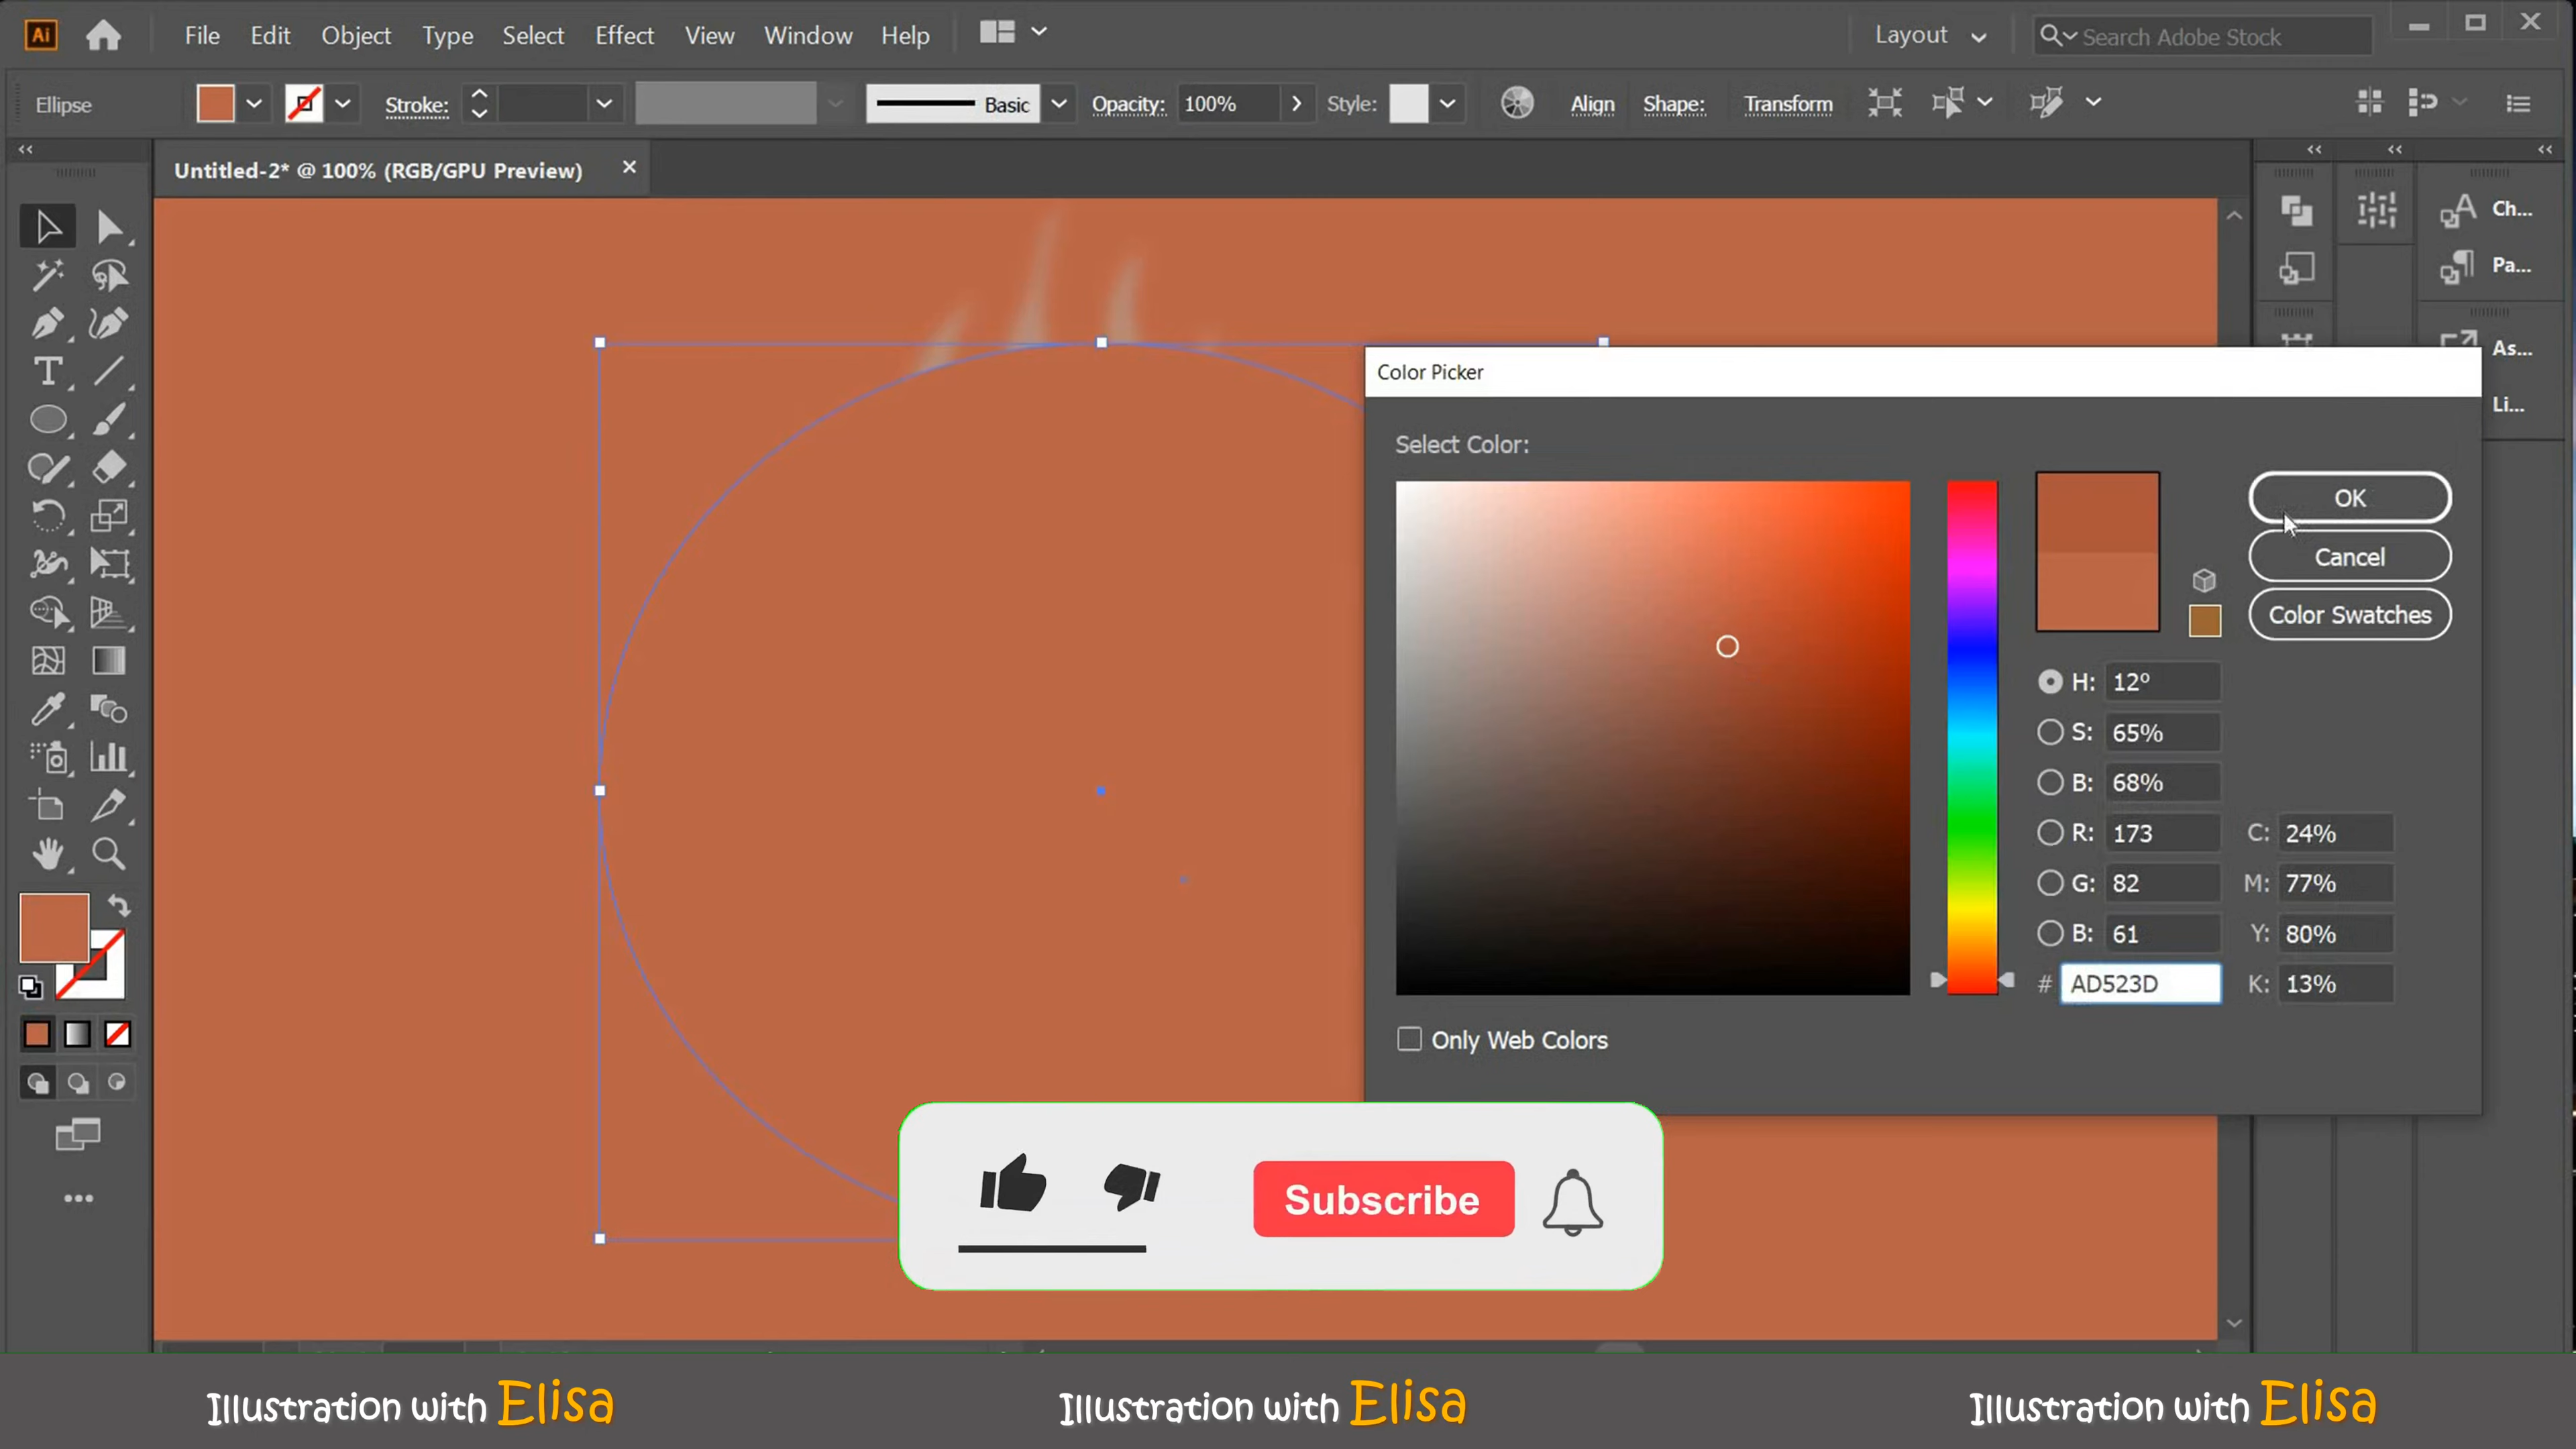 Ai File Edit Object Type Select Effect View Window Help Layout Search Adobe Stock
Ellipse Stroke: Basic Opacity: 100% Style: Align Shape: Transform
Untitled-2* @ 100% (RGB/GPU Preview)
Ch...
Pa...
As...
Li...
Color Picker
Select Color:
OK
Cancel
Color Swatches
H: 12°
S: 65%
B: 68%
R: 173 C: 24%
G: 82 M: 77%
B: 61 Y: 80%
# AD523D K: 13%
Only Web Colors
Subscribe
Illustration with Elisa Illustration with Elisa Illustration with Elisa